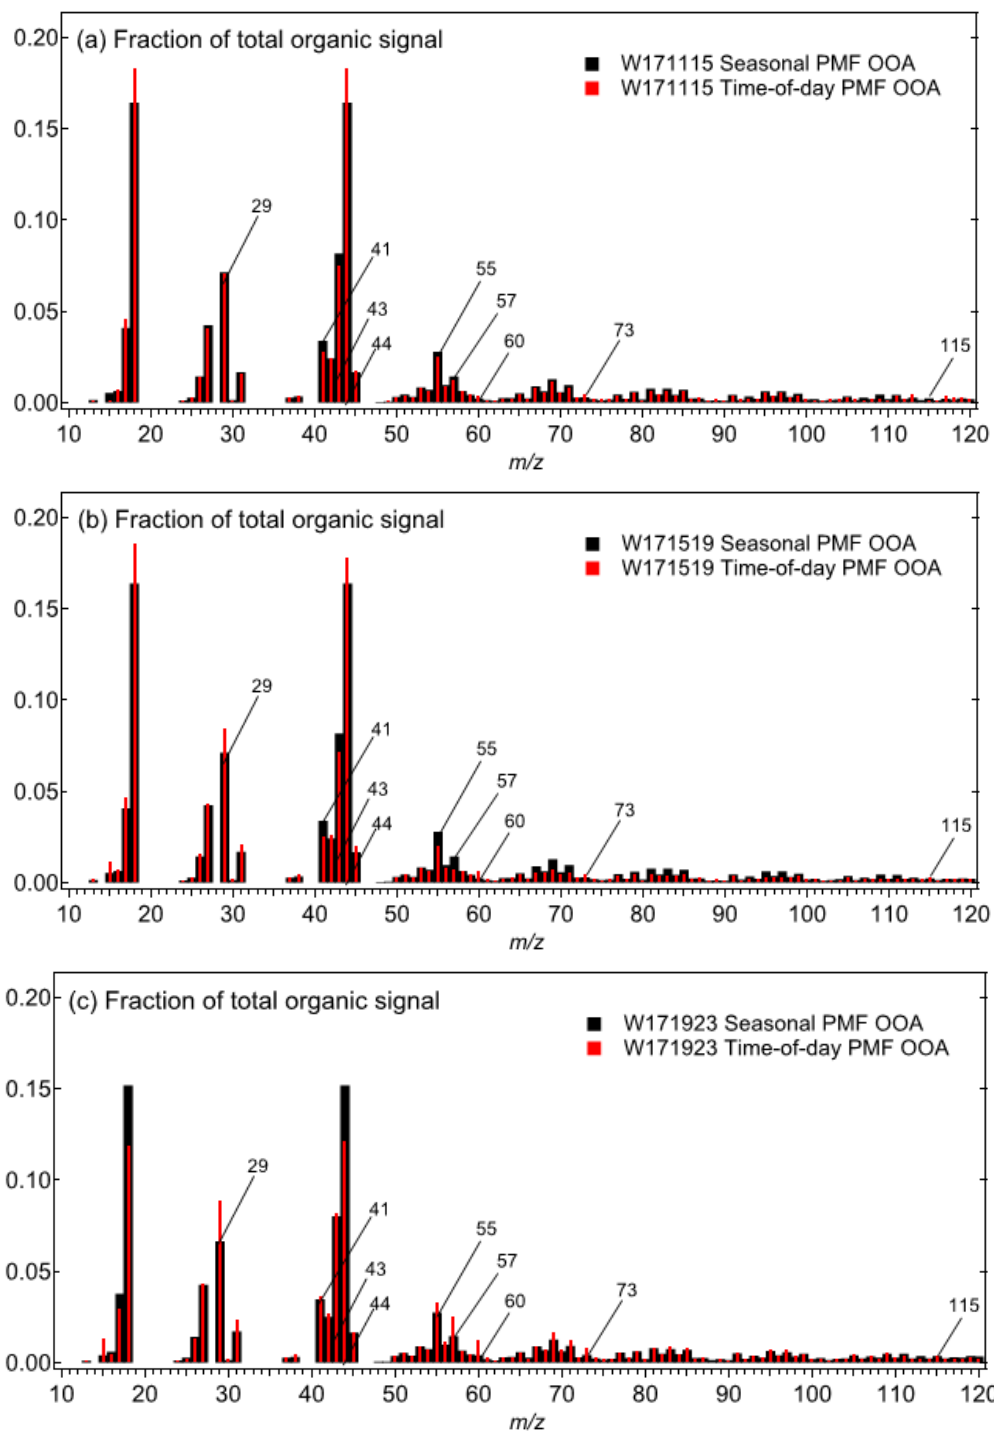 (a) Fraction of total organic signal
W171115 Seasonal PMF OOA
W171115 Time-of-day PMF OOA
0.20
0.15
0.10
0.05
0.00
29
41
43
44
55
57
60
73
115
10 20 30 40 50 60 70 80 90 100 110 120
m/z
(b) Fraction of total organic signal
W171519 Seasonal PMF OOA
W171519 Time-of-day PMF OOA
0.20
0.15
0.10
0.05
0.00
29
41
43
44
55
57
60
73
115
10 20 30 40 50 60 70 80 90 100 110 120
m/z
(c) Fraction of total organic signal
W171923 Seasonal PMF OOA
W171923 Time-of-day PMF OOA
0.20
0.15
0.10
0.05
0.00
29
41
43
44
55
57
60
73
115
10 20 30 40 50 60 70 80 90 100 110 120
m/z